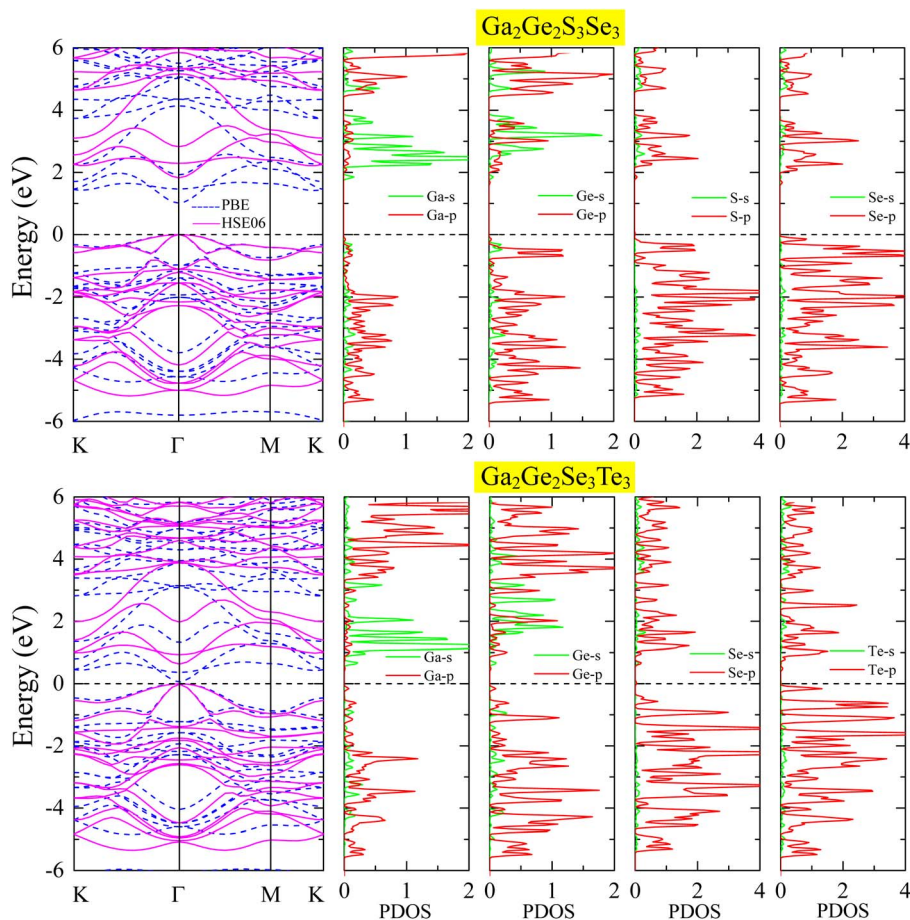 Ga2Ge2S3Se3
6
4
2
0
-2
-4
-6
Energy (eV)
PBE
HSE06
Ga-s
Ga-p
Ge-s
Ge-p
S-s
S-p
Se-s
Se-p
K Γ M K
0 1 2
0 1 2
0 2 4
0 2 4
Ga2Ge2Se3Te3
6
4
2
0
-2
-4
-6
Energy (eV)
Ga-s
Ga-p
Ge-s
Ge-p
Se-s
Se-p
Te-s
Te-p
K Γ M K
0 1 2
0 1 2
0 2 4
0 2 4
PDOS PDOS PDOS PDOS